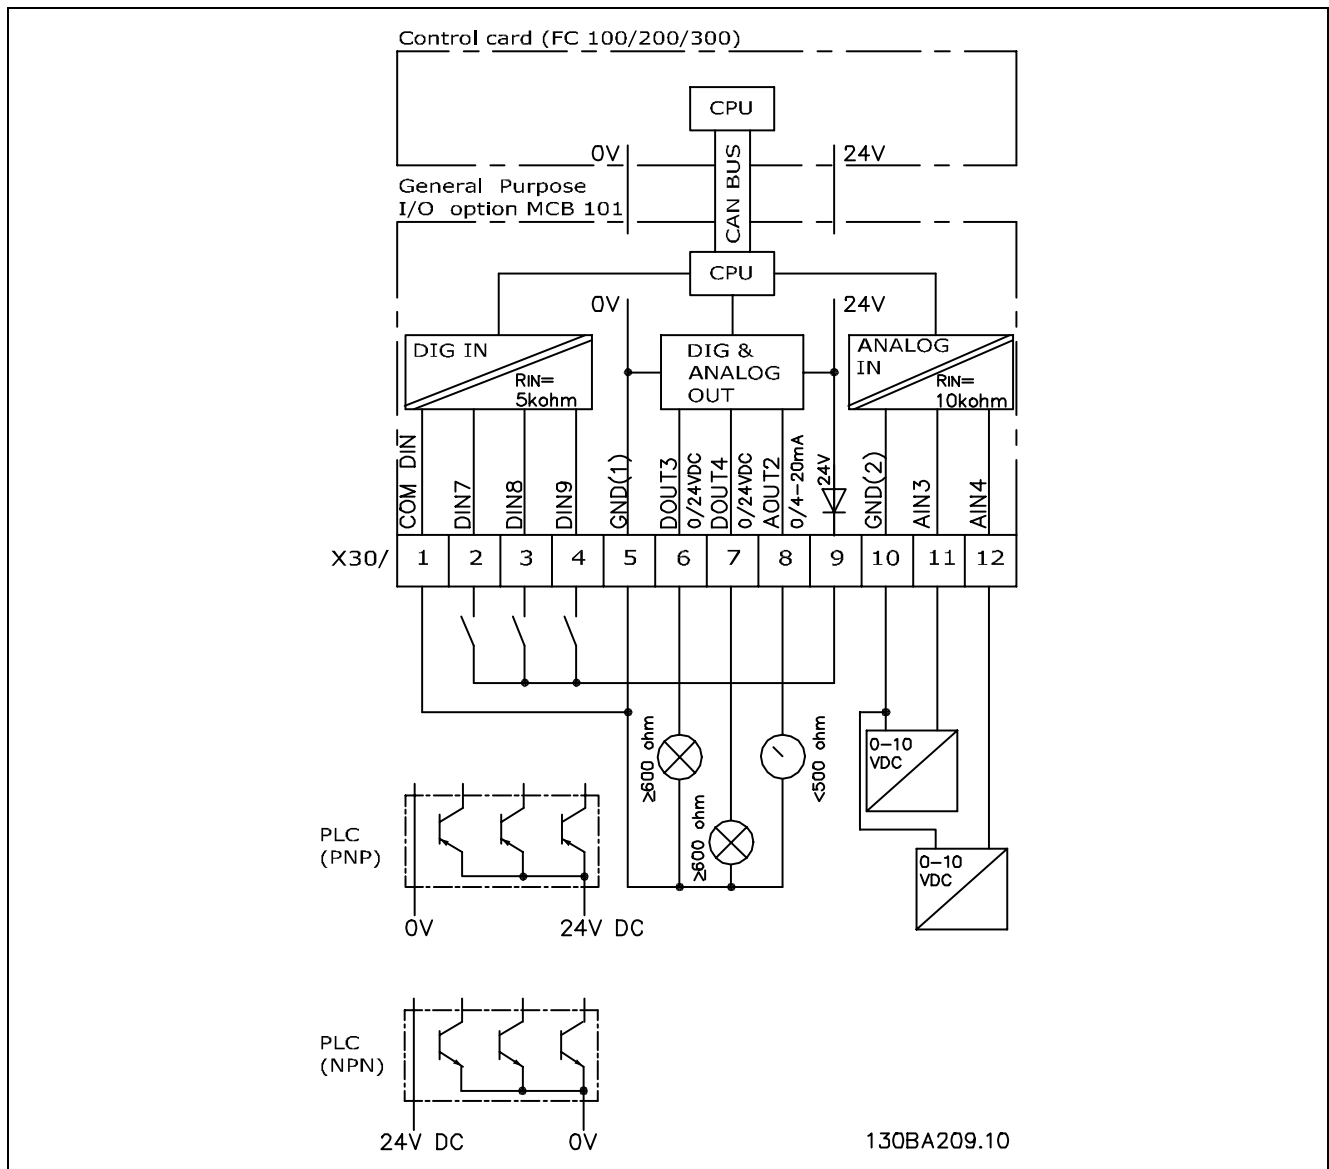 Control card (FC 100/200/300)
CPU
0V
24V
CAN BUS
General Purpose
I/O option MCB 101
CPU
0V
24V
DIG IN
RIN=
5kohm
DIG &
ANALOG
OUT
ANALOG
IN
RIN=
10kohm
COM DIN
DIN7
DIN8
DIN9
GND(1)
DOUT3
0/24VDC
DOUT4
0/24VDC
AOUT2
0/4-20mA
24V
GND(2)
AIN3
AIN4
X30/ 1 2 3 4 5 6 7 8 9 10 11 12
≥600 ohm
≥600 ohm
<500 ohm
0-10
VDC
0-10
VDC
PLC
(PNP)
0V
24V DC
PLC
(NPN)
24V DC
0V
130BA209.10